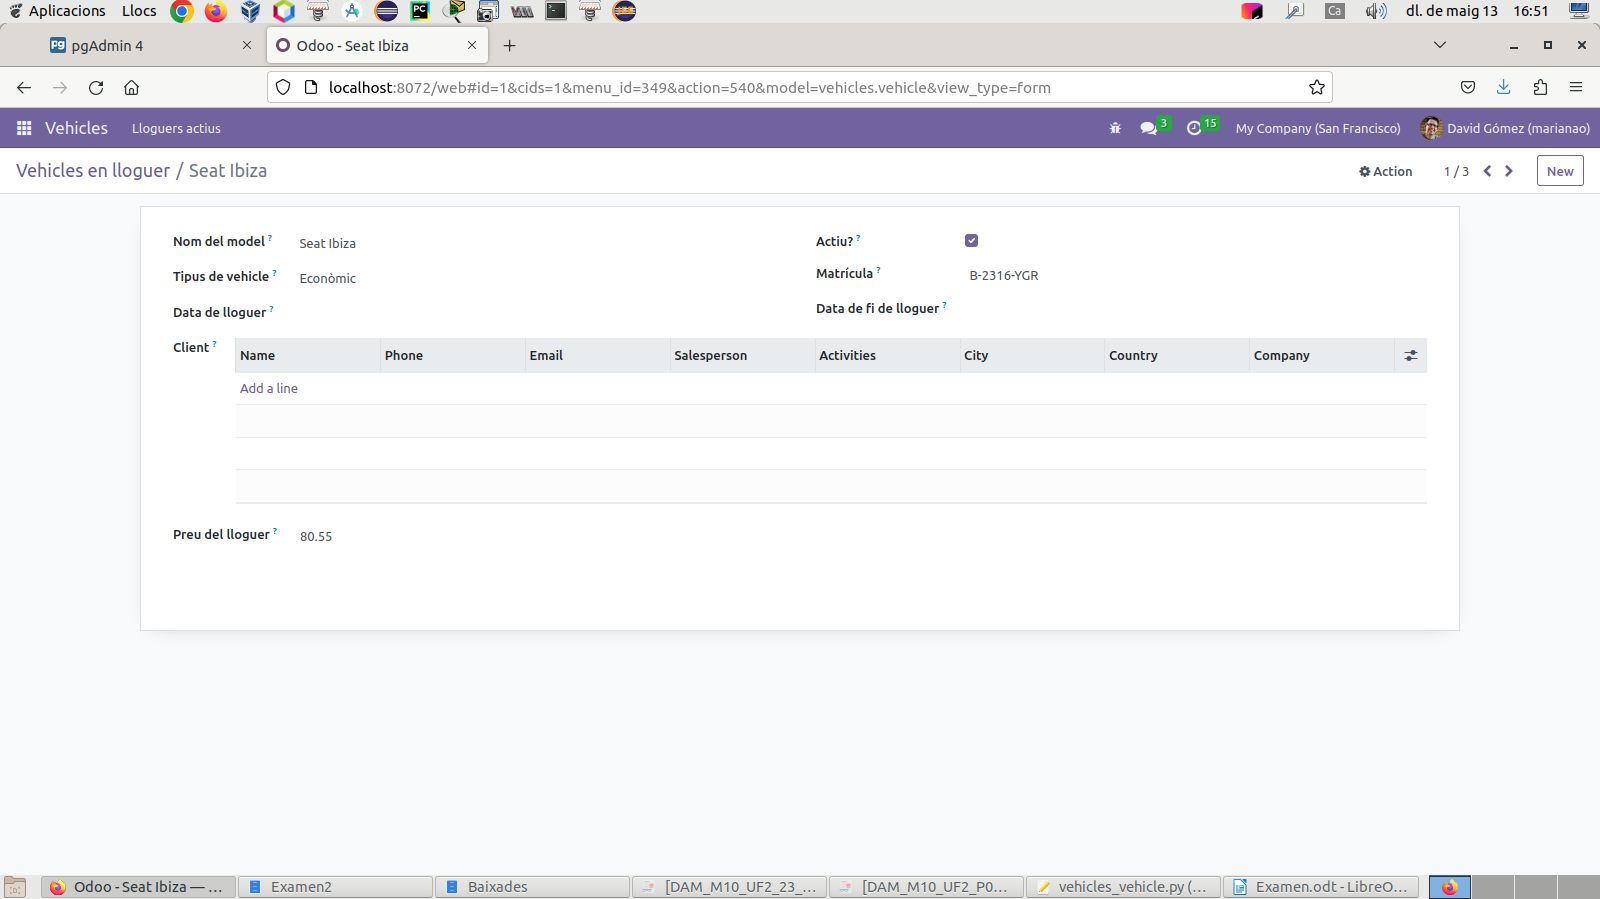 Aplicacions Llocs Ca dl. de maig 13 16:51
pgAdmin 4 Odoo - Seat Ibiza
localhost:8072/web#id=1&cids=1&menu_id=349&action=540&model=vehicles.vehicle&view_type=form
Vehicles Lloguers actius 3 15 My Company (San Francisco) David Gómez (marianao)
Vehicles en lloguer / Seat Ibiza Action 1 / 3 New
Nom del model ? Seat Ibiza Actiu? ?
Tipus de vehicle ? Econòmic Matrícula ? B-2316-YGR
Data de lloguer ? Data de fi de lloguer ?
Client ? Name Phone Email Salesperson Activities City Country Company
Add a line
Preu del lloguer ? 80.55
Odoo - Seat Ibiza — ... Examen2 Baixades [DAM_M10_UF2_23_... [DAM_M10_UF2_P0... vehicles_vehicle.py (... Examen.odt - LibreO...